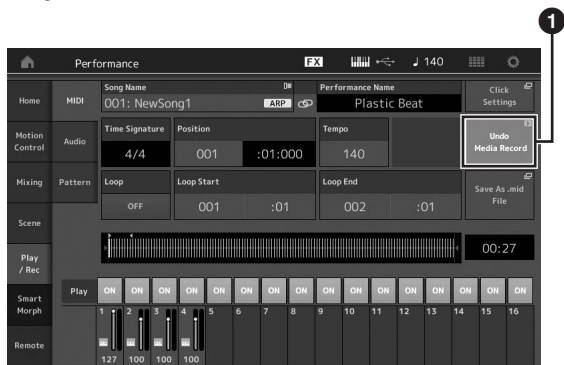 1
Performance
FX
♩ 140
Home
Motion
Control
Mixing
Scene
Play
/ Rec
Smart
Morph
Remote
MIDI
Audio
Pattern
Song Name
001: NewSong1
ARP
Performance Name
Plastic Beat
Click
Settings
Time Signature
4/4
Position
001 :01:000
Tempo
140
Undo
Media Record
Loop
OFF
Loop Start
001 :01
Loop End
002 :01
Save As .mid
File
00:27
Play
ON ON ON ON ON ON ON ON ON ON ON ON ON ON ON ON
1 2 3 4 5 6 7 8 9 10 11 12 13 14 15 16
127 100 100 100